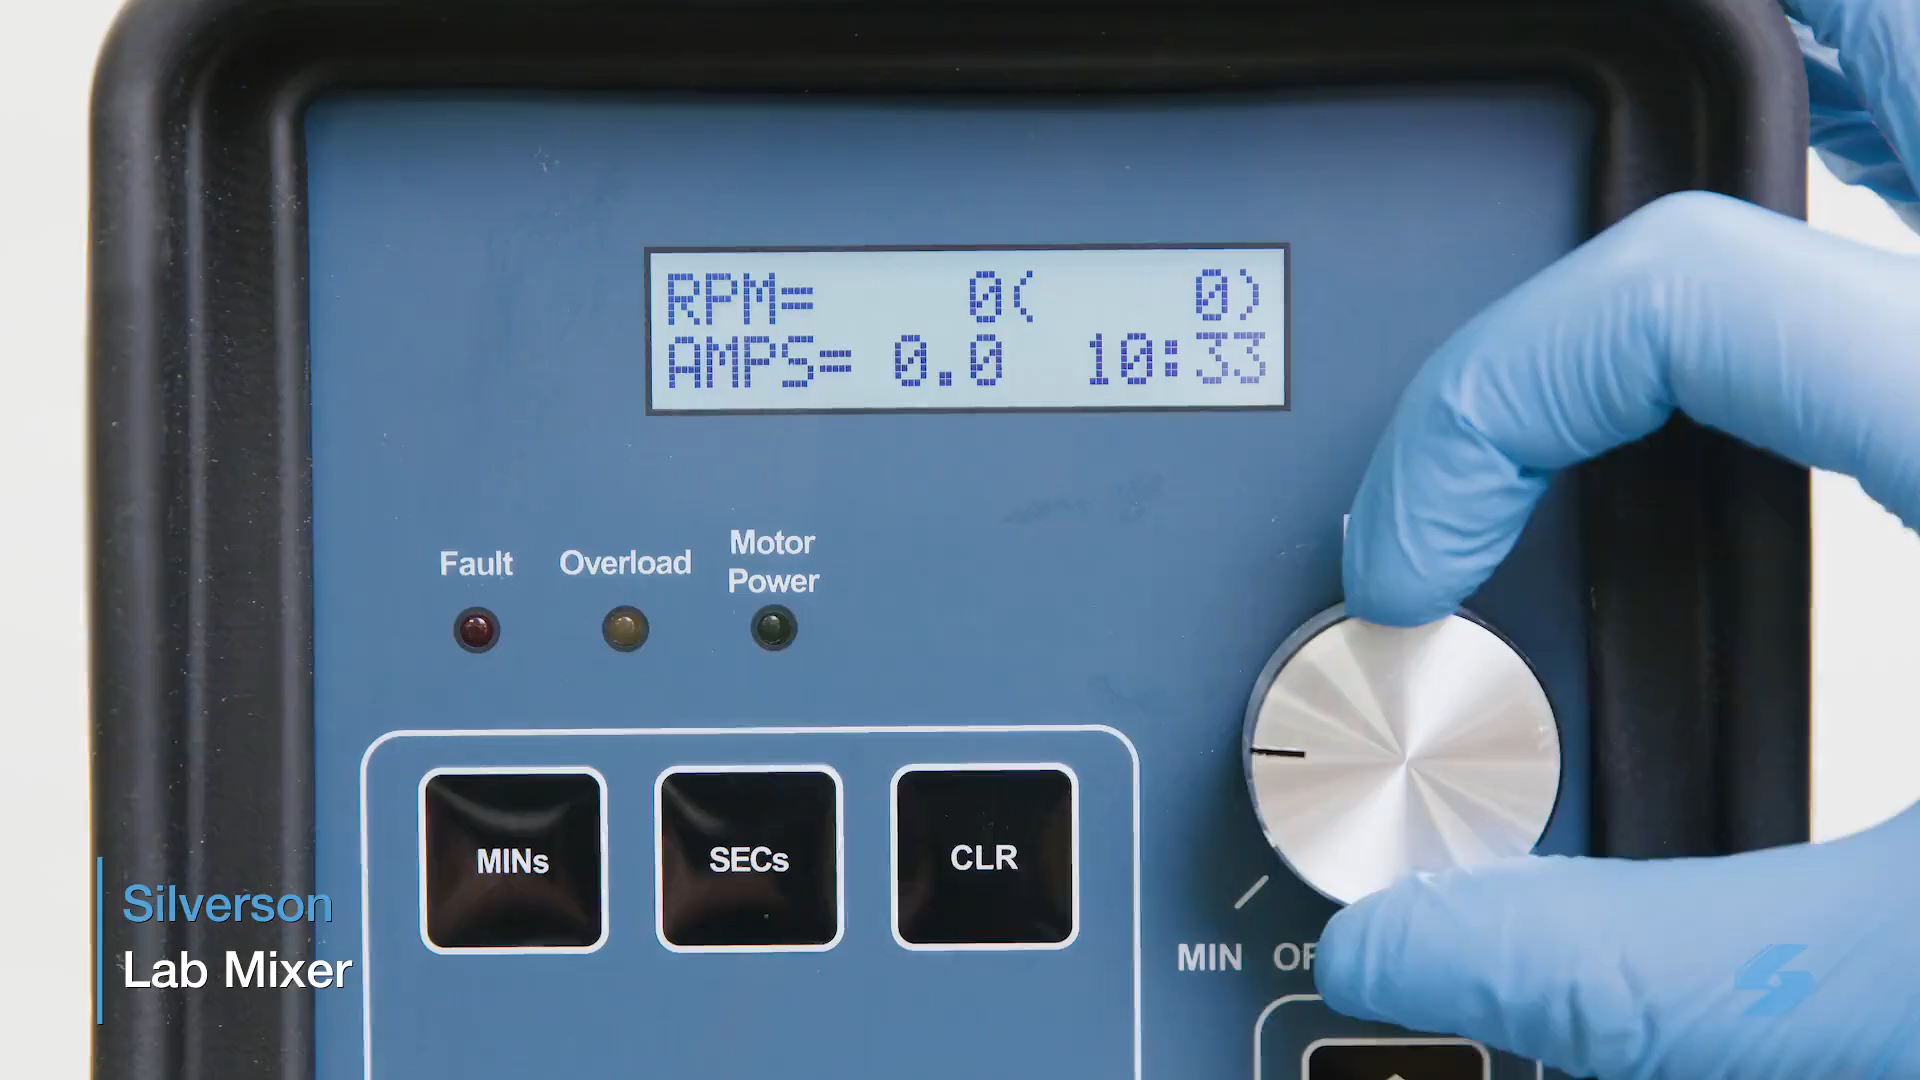 RPM= 0( 0)
AMPS= 0.0 10:33
Fault
Overload
Motor
Power
MINs
SECs
CLR
MIN
Silverson
Lab Mixer